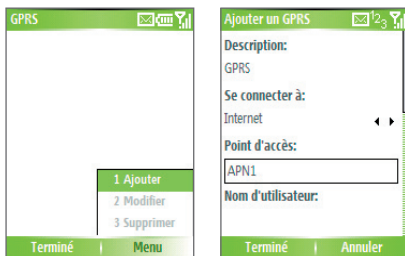 GPRS
1 Ajouter
2 Modifier
3 Supprimer
Terminé Menu
Ajouter un GPRS 123
Description:
GPRS
Se connecter à:
Internet
Point d'accès:
APN1
Nom d'utilisateur:
Terminé Annuler